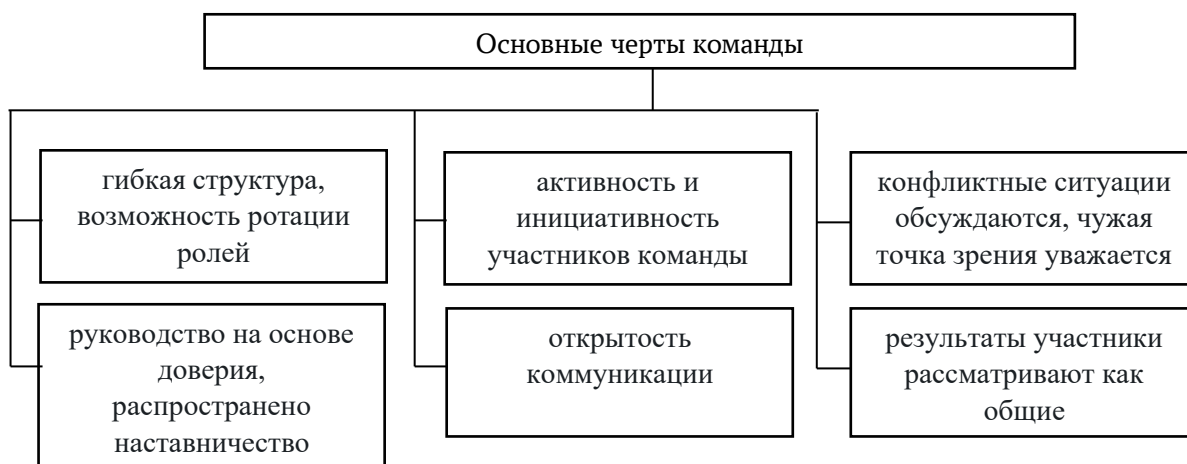 Основные черты команды
гибкая структура,
возможность ротации
ролей
активность и
инициативность
участников команды
конфликтные ситуации
обсуждаются, чужая
точка зрения уважается
руководство на основе
доверия,
распространено
наставничество
открытость
коммуникации
результаты участники
рассматривают как
общие